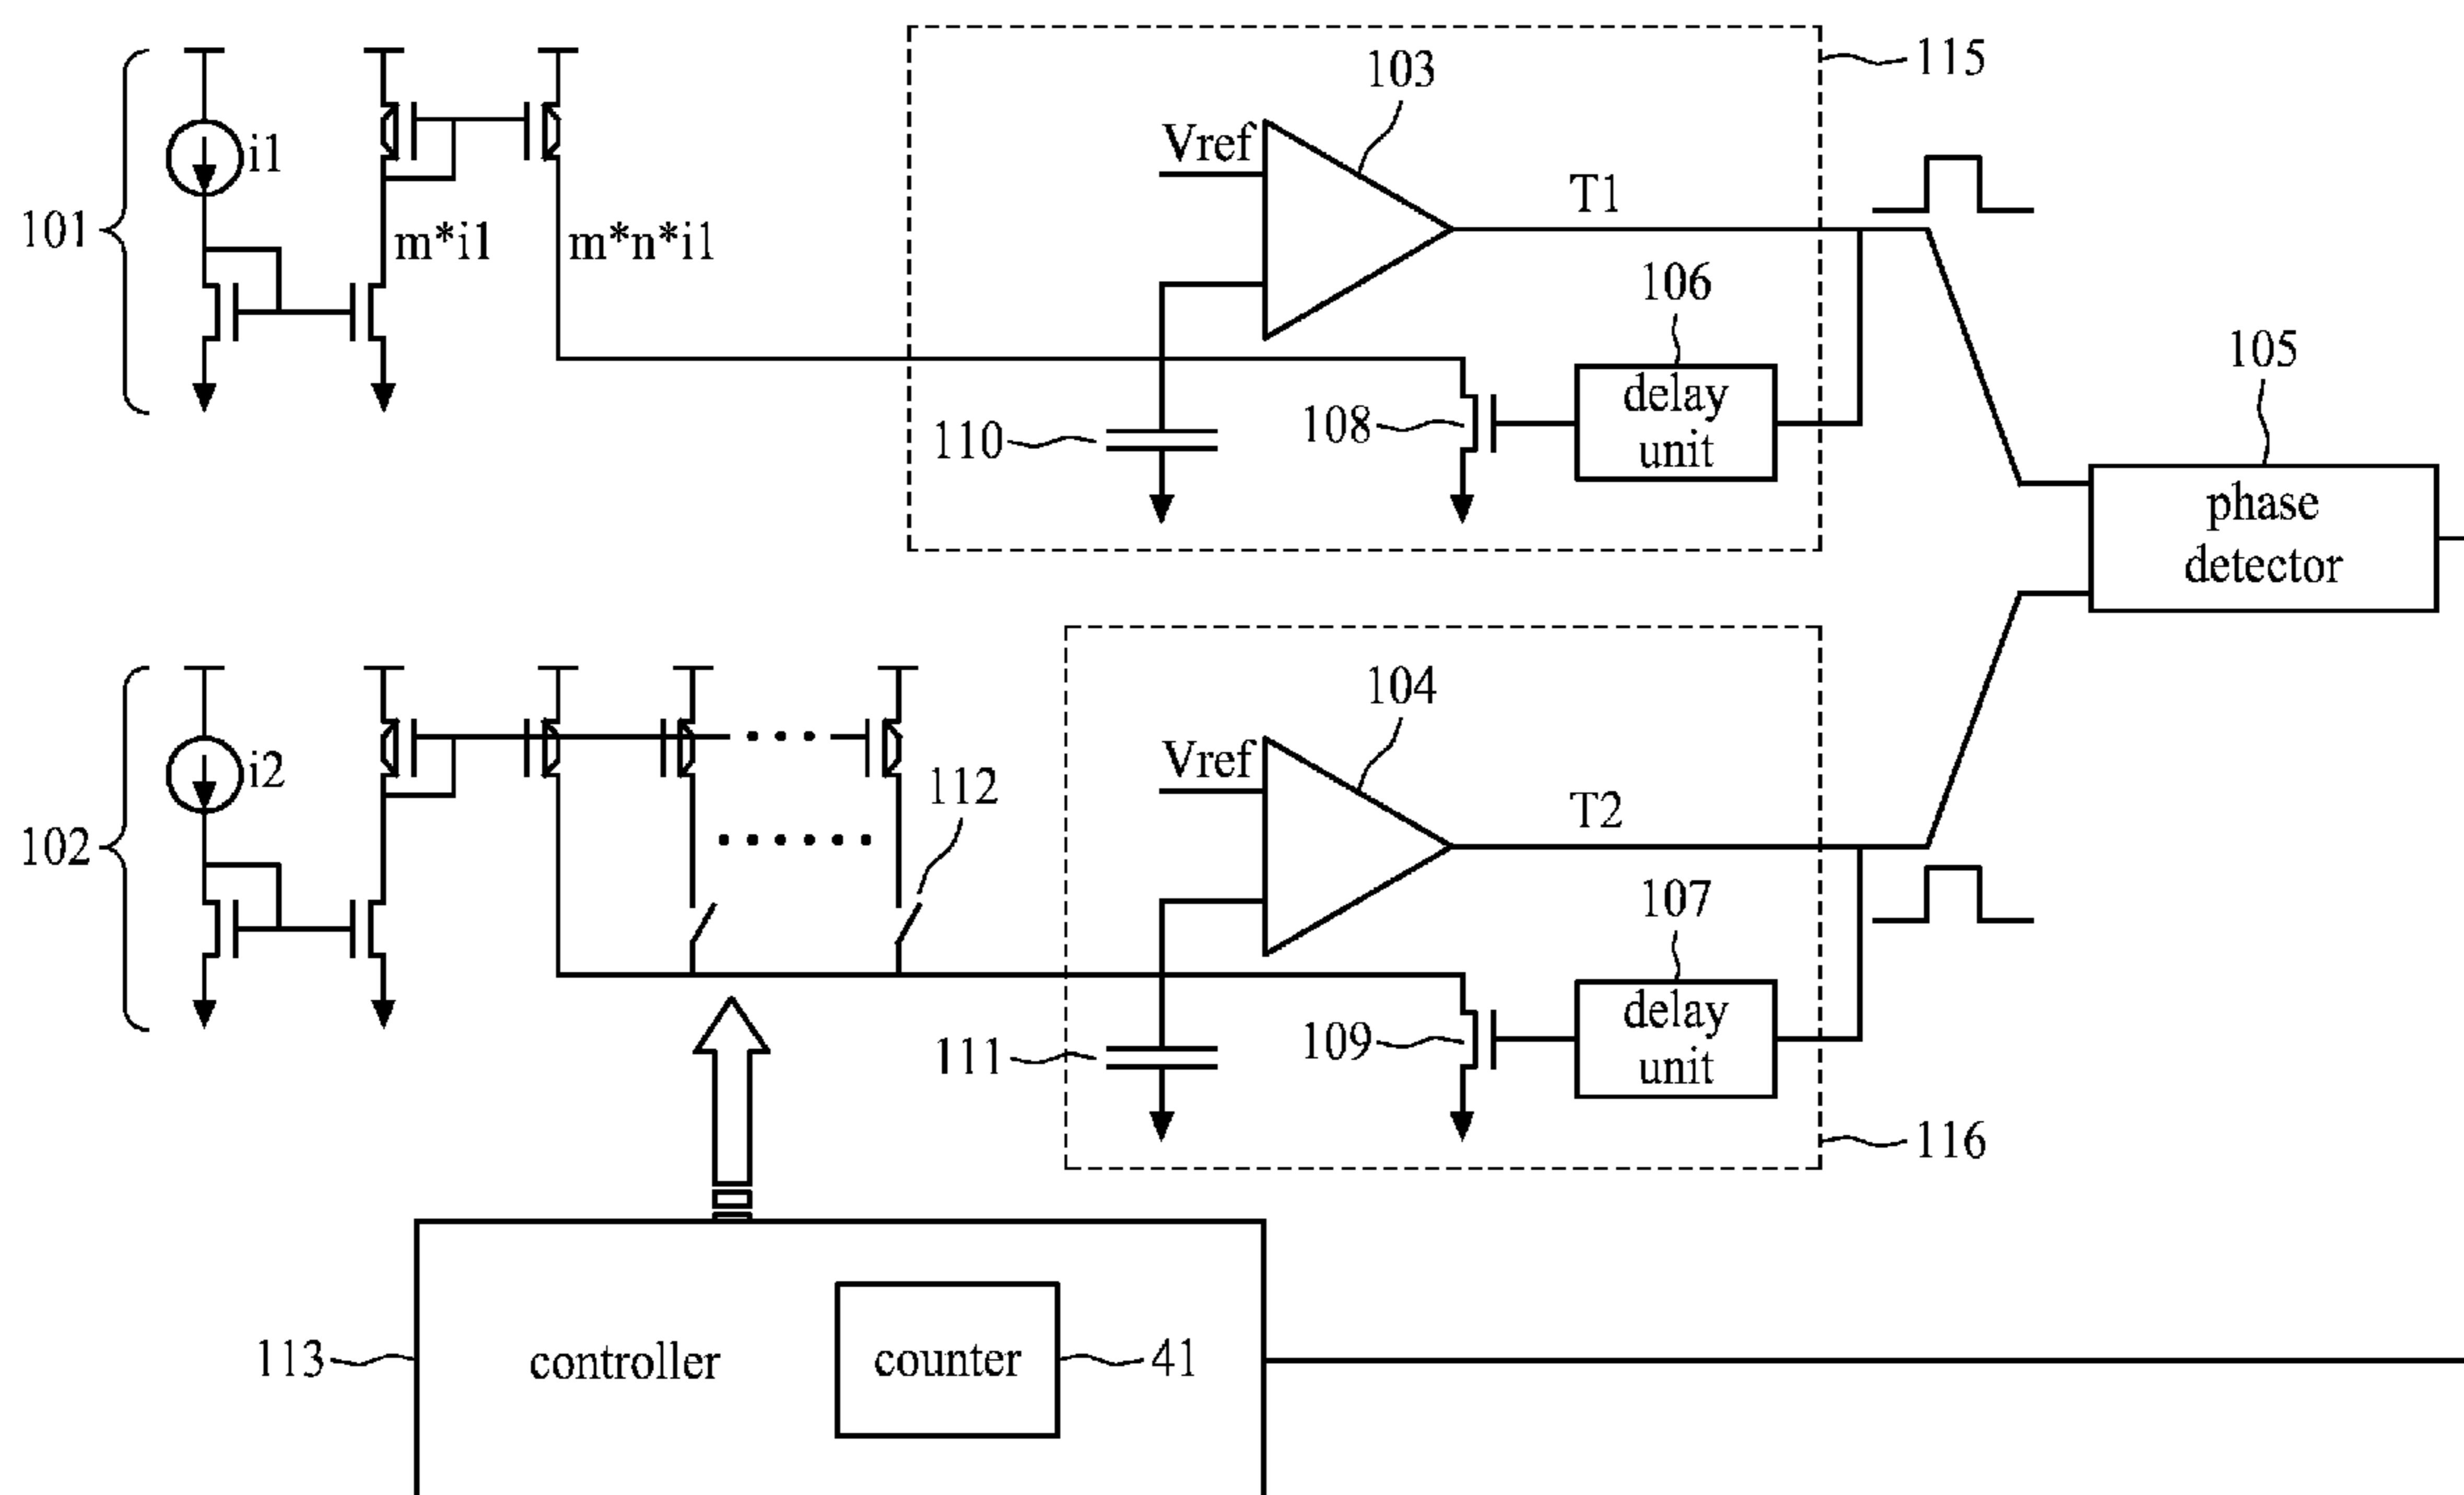 115
103
Vref
i1
T1
101
m*i1
m*n*i1
106
105
delay
unit
108
110
phase
detector
104
Vref
i2
112
T2
102
107
delay
unit
109
111
116
113
controller
counter
41